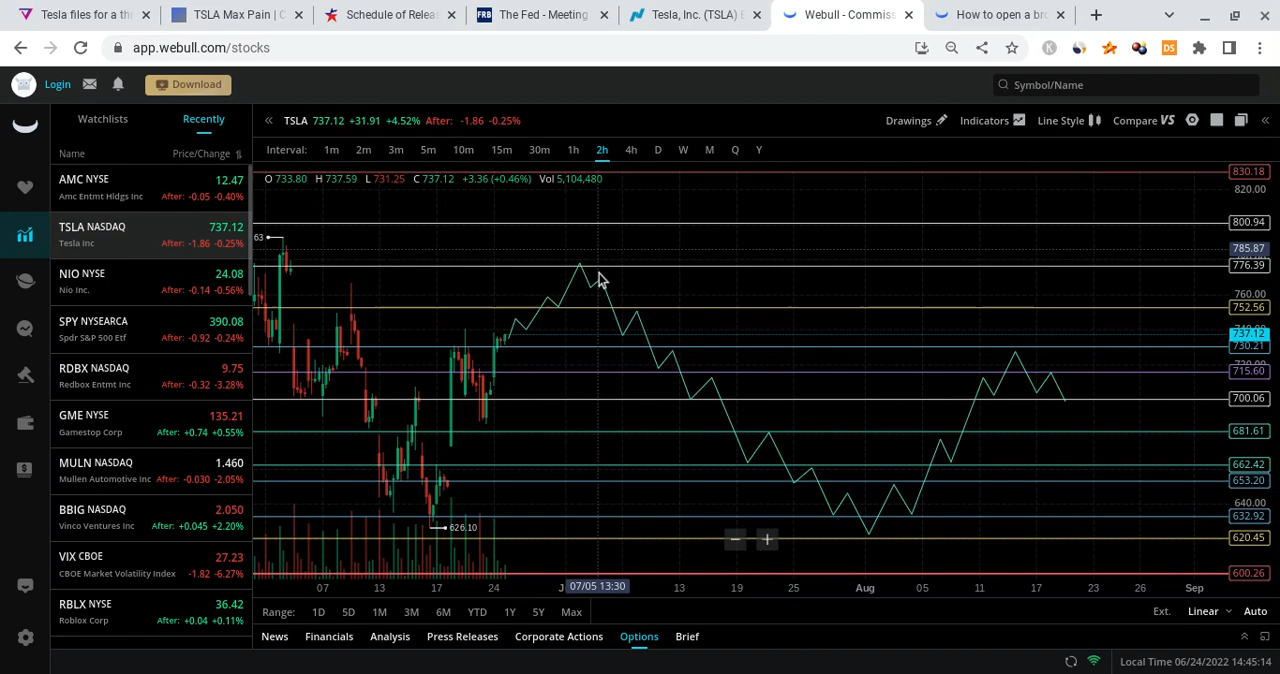 Tesla files for a th
TSLA Max Pain | C
Schedule of Releas
The Fed - Meeting
Tesla, Inc. (TSLA) E
Webull - Commiss
How to open a bro
app.webull.com/stocks
Login
Download
Symbol/Name
Watchlists
Recently
Name
Price/Change
AMC NYSE 12.47
Amc Entmt Hldgs Inc After: -0.05 -0.40%
TSLA NASDAQ 737.12
Tesla Inc After: -1.86 -0.25%
NIO NYSE 24.08
Nio Inc. After: -0.14 -0.56%
SPY NYSEARCA 390.08
Spdr S&P 500 Etf After: -0.92 -0.24%
RDBX NASDAQ 9.75
Redbox Entmt Inc After: -0.32 -3.28%
GME NYSE 135.21
Gamestop Corp After: +0.74 +0.55%
MULN NASDAQ 1.460
Mullen Automotive Inc After: -0.030 -2.05%
BBIG NASDAQ 2.050
Vinco Ventures Inc After: +0.045 +2.20%
VIX CBOE 27.23
CBOE Market Volatility Index -1.82 -6.27%
RBLX NYSE 36.42
Roblox Corp After: +0.04 +0.11%
TSLA 737.12 +31.91 +4.52% After: -1.86 -0.25%
Drawings Indicators Line Style Compare VS
Interval: 1m 2m 3m 5m 10m 15m 30m 1h 2h 4h D W M Q Y
O 733.80 H 737.59 L 731.25 C 737.12 +3.36 (+0.46%) Vol 5,104,480
830.18
820.00
800.94
63
785.87
776.39
760.00
752.56
737.12
730.21
715.60
700.06
681.61
662.42
653.20
640.00
632.92
626.10
620.45
600.26
07 13 17 24 J 07/05 13:30 13 19 25 Aug 05 11 17 23 26 Sep
Range: 1D 5D 1M 3M 6M YTD 1Y 5Y Max
Ext. Linear Auto
News Financials Analysis Press Releases Corporate Actions Options Brief
Local Time 06/24/2022 14:45:14